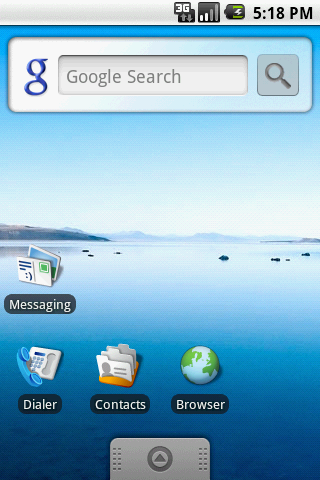 3G 5:18 PM
g Google Search
Messaging
Dialer Contacts Browser